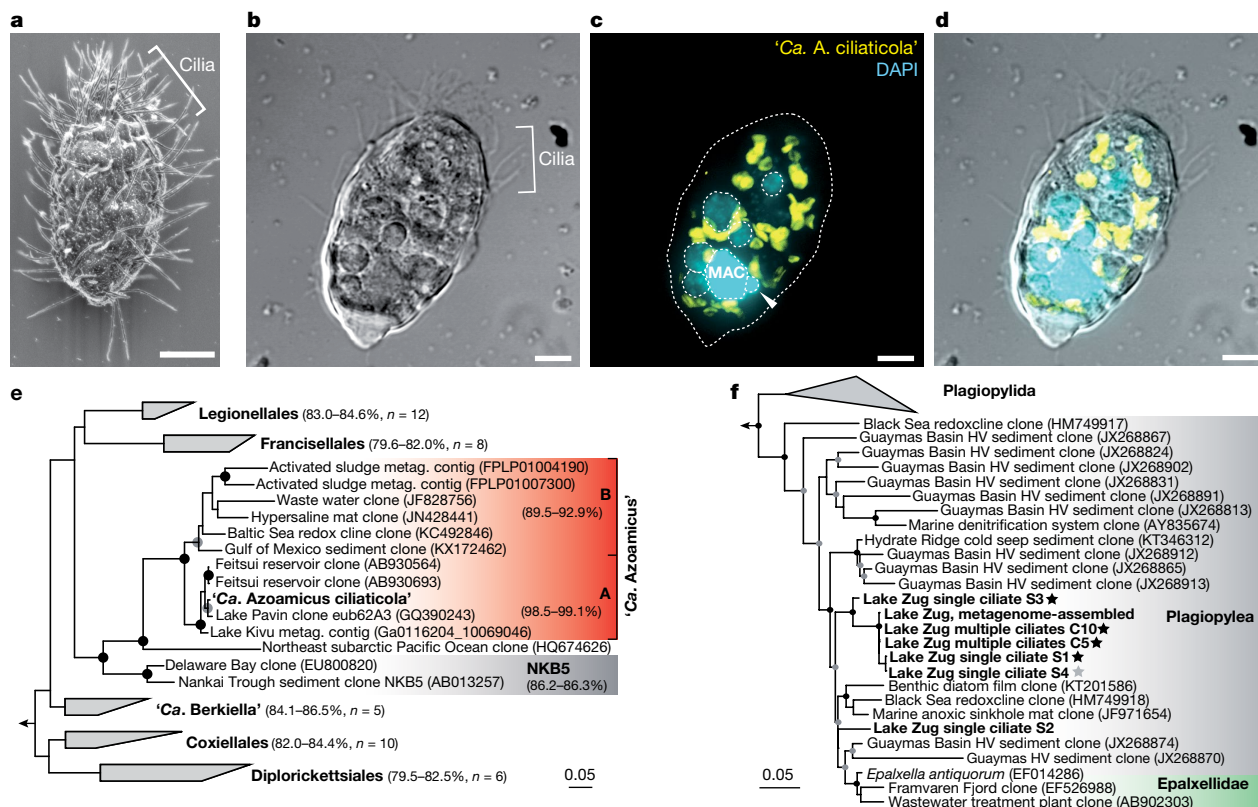 a
b
c
d
Cilia
Cilia
‘Ca. A. ciliaticola’
DAPI
MAC
e
Legionellales (83.0–84.6%, n = 12)
Francisellales (79.6–82.0%, n = 8)
Activated sludge metag. contig (FPLP01004190)
Activated sludge metag. contig (FPLP01007300)
Waste water clone (JF828756)
Hypersaline mat clone (JN428441)
Baltic Sea redox cline clone (KC492846)
Gulf of Mexico sediment clone (KX172462)
B
(89.5–92.9%)
Feitsui reservoir clone (AB930564)
Feitsui reservoir clone (AB930693)
‘Ca. Azoamicus ciliaticola’
Lake Pavin clone eub62A3 (GQ390243)
Lake Kivu metag. contig (Ga0116204_10069046)
A
(98.5–99.1%)
‘Ca. Azoamicus’
Northeast subarctic Pacific Ocean clone (HQ674626)
Delaware Bay clone (EU800820)
Nankai Trough sediment clone NKB5 (AB013257)
NKB5
(86.2–86.3%)
‘Ca. Berkiella’ (84.1–86.5%, n = 5)
Coxiellales (82.0–84.4%, n = 10)
Diplorickettsiales (79.5–82.5%, n = 6)
0.05
f
Plagiopylida
Black Sea redoxcline clone (HM749917)
Guaymas Basin HV sediment clone (JX268867)
Guaymas Basin HV sediment clone (JX268824)
Guaymas Basin HV sediment clone (JX268902)
Guaymas Basin HV sediment clone (JX268831)
Guaymas Basin HV sediment clone (JX268891)
Guaymas Basin HV sediment clone (JX268813)
Marine denitrification system clone (AY835674)
Hydrate Ridge cold seep sediment (KT346312)
Guaymas Basin HV sediment clone (JX268912)
Guaymas Basin HV sediment clone (JX268865)
Guaymas Basin HV sediment clone (JX268913)
Lake Zug single ciliate S3★
Lake Zug, metagenome-assembled
Lake Zug multiple ciliates C10★
Lake Zug multiple ciliates C5★
Lake Zug single ciliate S1★
Lake Zug single ciliate S4★
Benthic diatom film clone (KT201586)
Black Sea redoxcline clone (HM749918)
Marine anoxic sinkhole mat clone (JF971654)
Lake Zug single ciliate S2
Guaymas Basin HV sediment clone (JX268874)
Guaymas Basin HV sediment clone (JX268870)
Epalxella antiquorum (EF014286)
Framvaren Fjord clone (EF526988)
Wastewater treatment plant clone (AB902303)
Plagiopylea
Epalxellidae
0.05